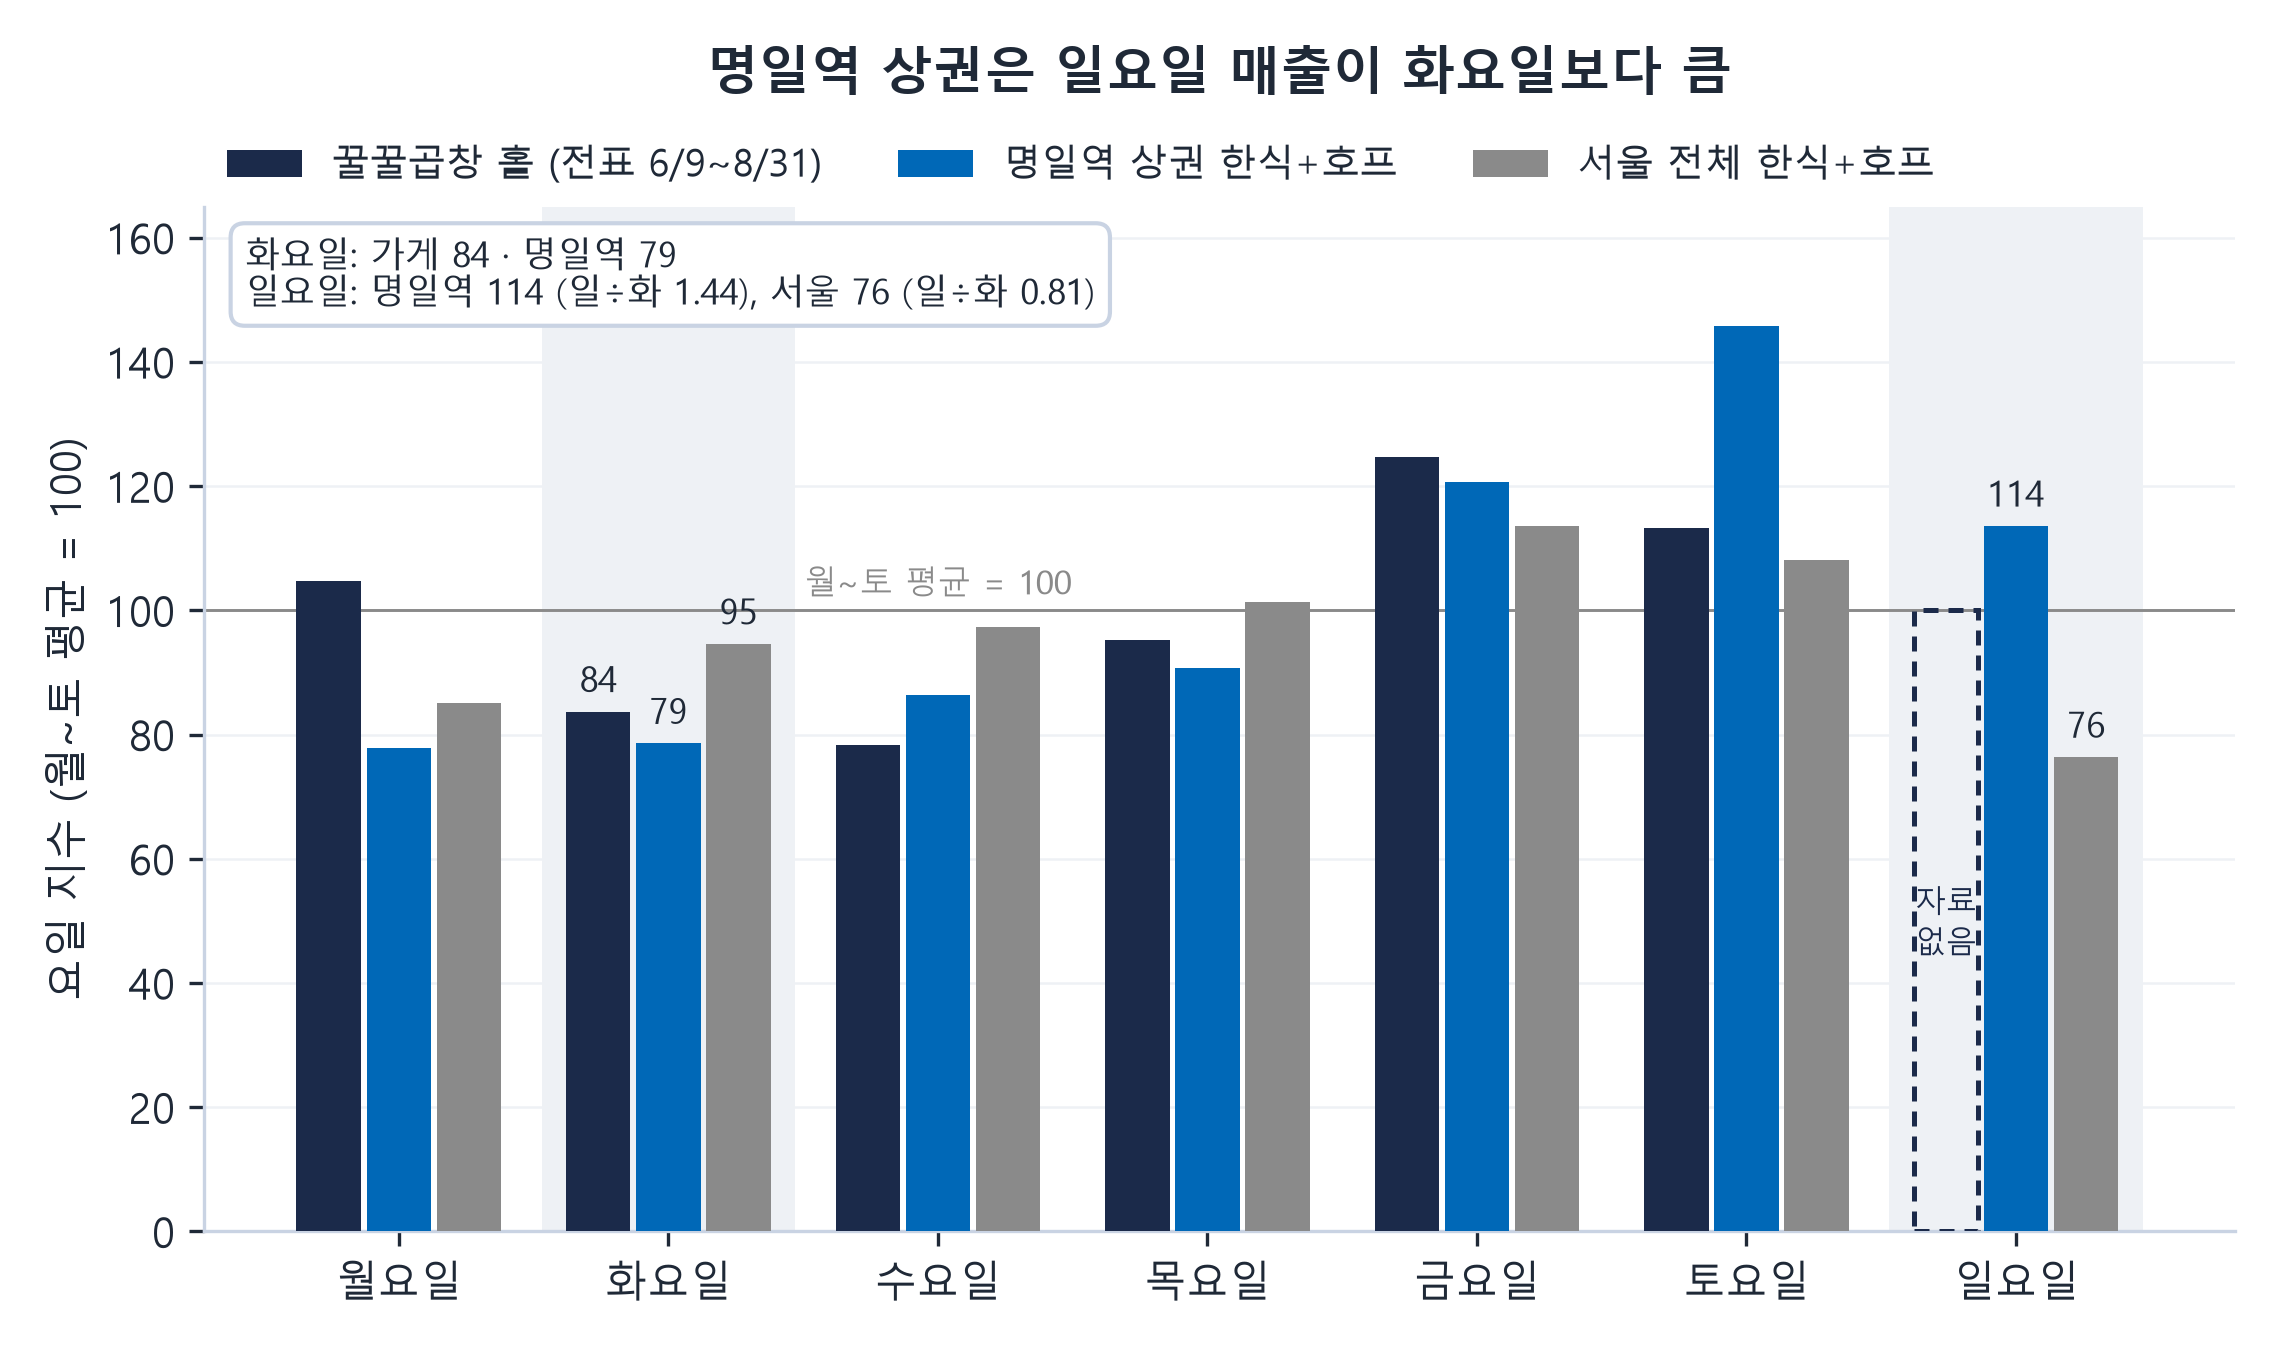 명일역 상권은 일요일 매출이 화요일보다 큼
꿀꿀곱창 홀 (전표 6/9~8/31)
명일역 상권 한식+호프
서울 전체 한식+호프
화요일: 가게 84 · 명일역 79
일요일: 명일역 114 (일÷화 1.44), 서울 76 (일÷화 0.81)
요일 지수 (월~토 평균 = 100)
160
140
120
100
80
60
40
20
0
월~토 평균 = 100
84
79
95
114
76
자료
없음
월요일
화요일
수요일
목요일
금요일
토요일
일요일